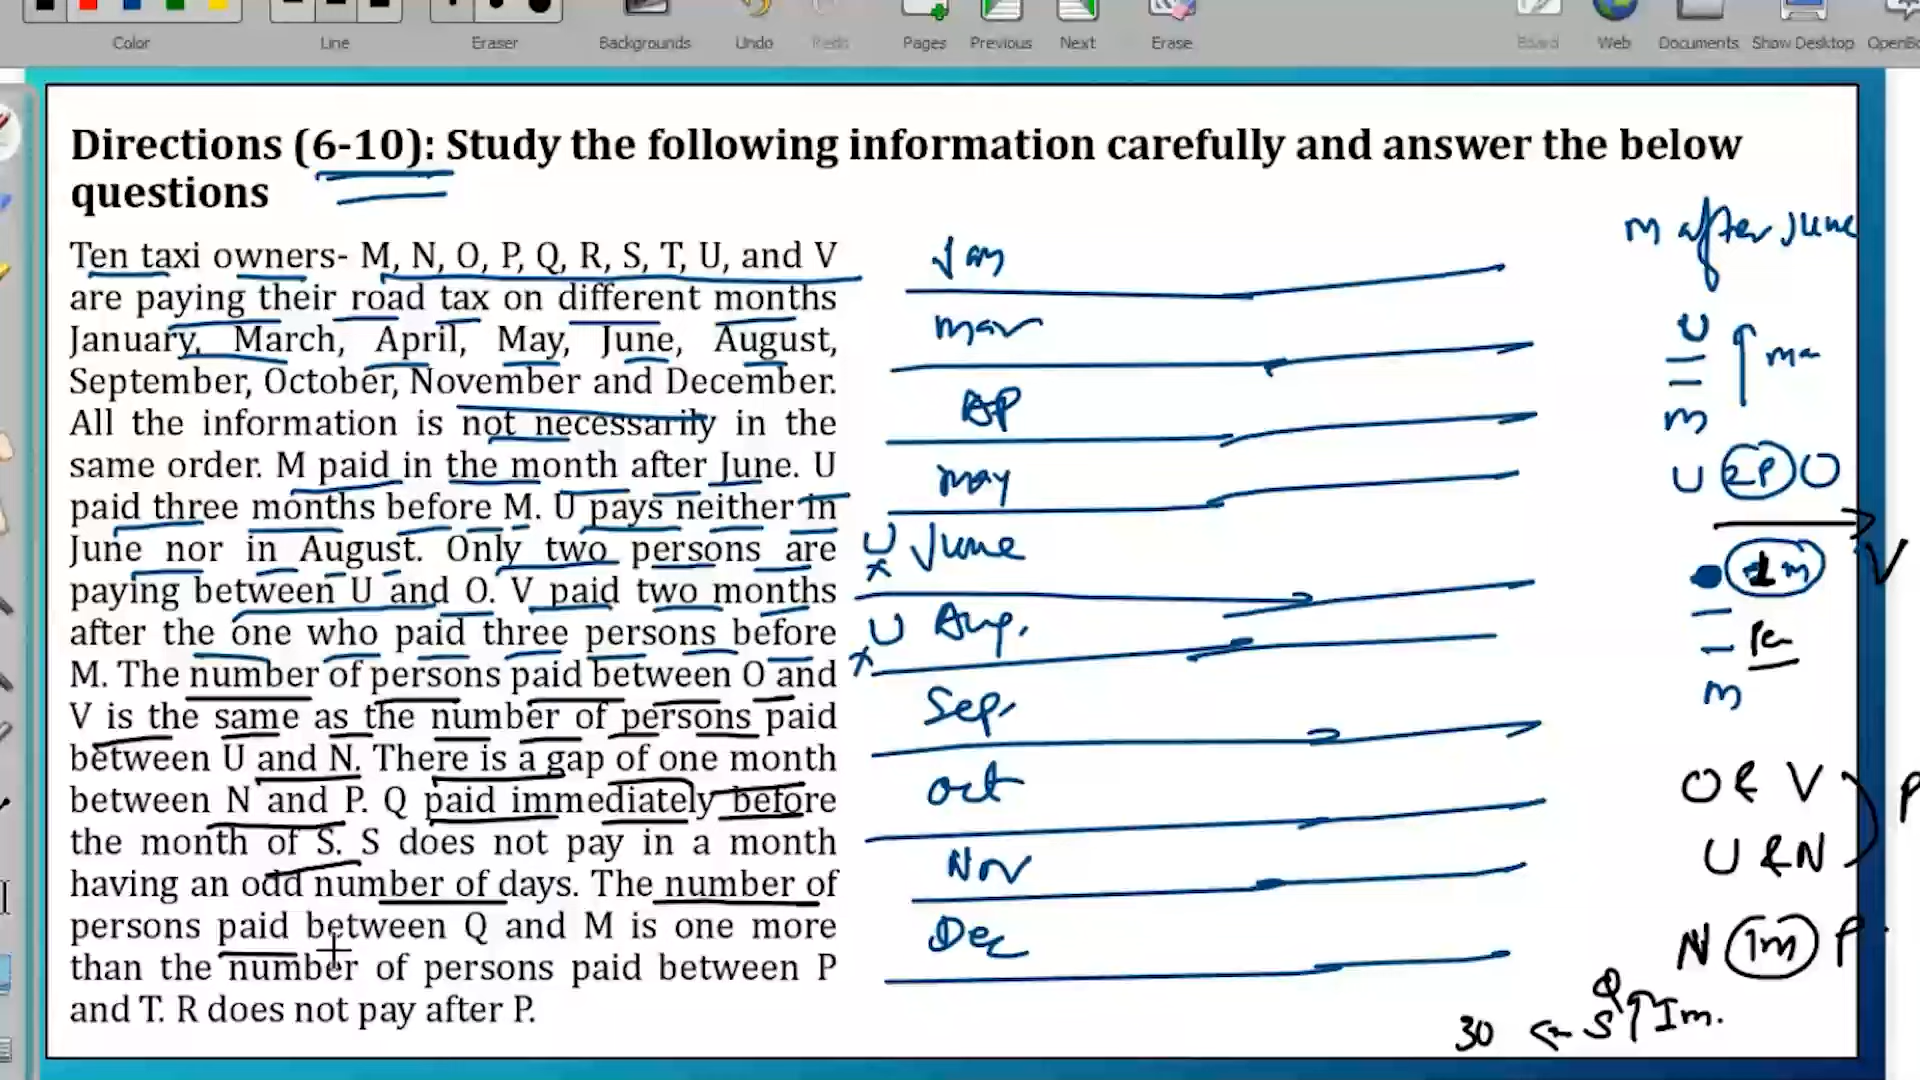 Color Line Eraser Backgrounds Undo Redo Pages Previous Next Erase Board Web Documents Show Desktop
Directions (6-10): Study the following information carefully and answer the below
questions
Ten taxi owners- M, N, O, P, Q, R, S, T, U, and V
are paying their road tax on different months
January, March, April, May, June, August,
September, October, November and December.
All the information is not necessarily in the
same order. M paid in the month after June. U
paid three months before M. U pays neither in
June nor in August. Only two persons are
paying between U and O. V paid two months
after the one who paid three persons before
M. The number of persons paid between O and
V is the same as the number of persons paid
between U and N. There is a gap of one month
between N and P. Q paid immediately before
the month of S. S does not pay in a month
having an odd number of days. The number of
persons paid between Q and M is one more
than the number of persons paid between P
and T. R does not pay after P.
Jan
Mar
AP
May
U June
x
U Aug.
x
Sep.
Oct
Nov
Dec
M after June
U
m
U 2P O
V
m
O & V
U & N
N 1m P
Q
30 S Im.